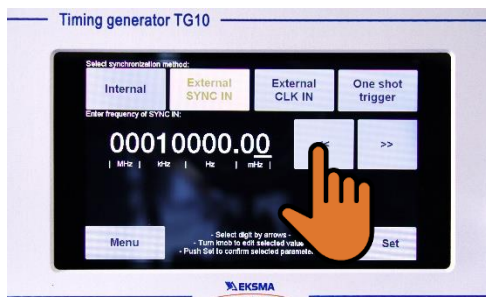 Timing generator TG10
Select synchronization method:
Internal
External
SYNC IN
External
CLK IN
One shot
trigger
Enter frequency of SYNC IN:
00010000.00
| MHz | kHz | Hz | mHz |
>>
Menu
- Select digit by arrows -
- Turn knob to edit selected value
- Push Set to confirm selected paramete
Set
EKSMA